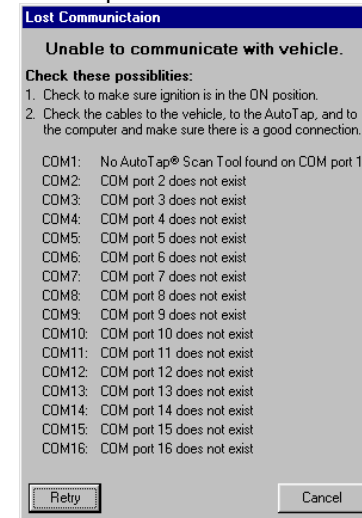 Lost Communictaion
Unable to communicate with vehicle.
Check these possiblities:
1. Check to make sure ignition is in the ON position.
2. Check the cables to the vehicle, to the AutoTap, and to
the computer and make sure there is a good connection.
COM1: No AutoTap® Scan Tool found on COM port 1
COM2: COM port 2 does not exist
COM3: COM port 3 does not exist
COM4: COM port 4 does not exist
COM5: COM port 5 does not exist
COM6: COM port 6 does not exist
COM7: COM port 7 does not exist
COM8: COM port 8 does not exist
COM9: COM port 9 does not exist
COM10: COM port 10 does not exist
COM11: COM port 11 does not exist
COM12: COM port 12 does not exist
COM13: COM port 13 does not exist
COM14: COM port 14 does not exist
COM15: COM port 15 does not exist
COM16: COM port 16 does not exist
Retry Cancel